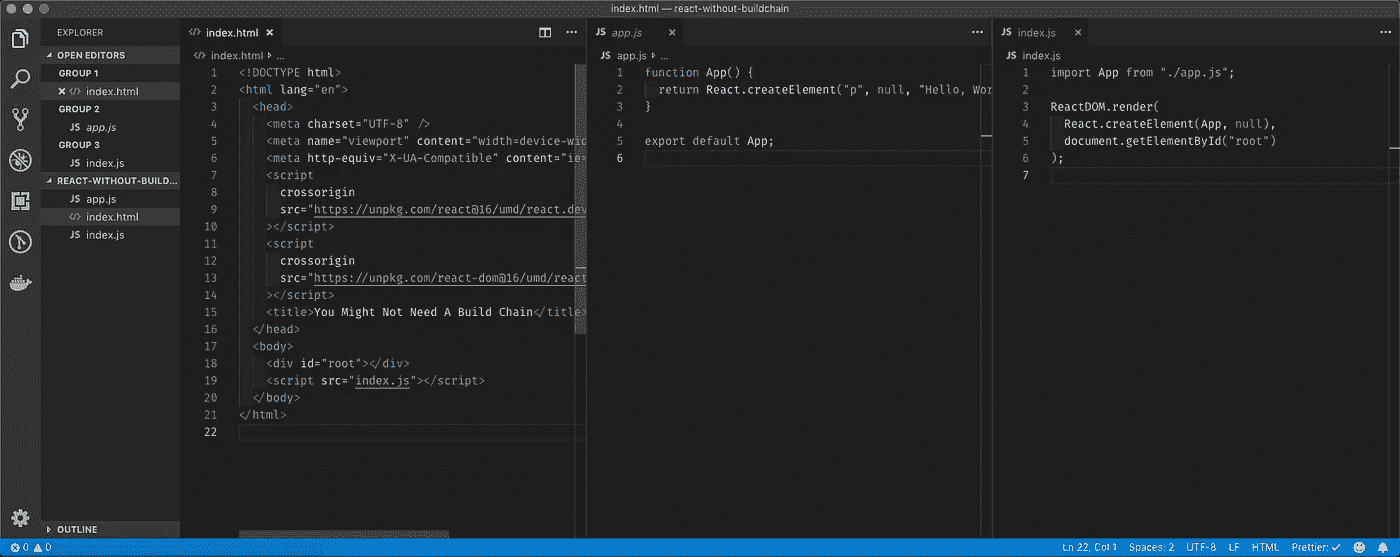 index.html — react-without-buildchain
EXPLORER
OPEN EDITORS
GROUP 1
index.html
GROUP 2
app.js
GROUP 3
index.js
REACT-WITHOUT-BUILD...
app.js
index.html
index.js
OUTLINE
index.html
index.html ...
1 <!DOCTYPE html>
2 <html lang="en">
3 <head>
4 <meta charset="UTF-8" />
5 <meta name="viewport" content="width=device-wid
6 <meta http-equiv="X-UA-Compatible" content="ie=
7 <script
8 crossorigin
9 src="https://unpkg.com/react@16/umd/react.dev
10 ></script>
11 <script
12 crossorigin
13 src="https://unpkg.com/react-dom@16/umd/react
14 ></script>
15 <title>You Might Not Need A Build Chain</title>
16 </head>
17 <body>
18 <div id="root"></div>
19 <script src="index.js"></script>
20 </body>
21 </html>
22
JS app.js
JS app.js ...
1 function App() {
2 return React.createElement("p", null, "Hello, Wor
3 }
4
5 export default App;
6
JS index.js
JS index.js
1 import App from "./app.js";
2
3 ReactDOM.render(
4 React.createElement(App, null),
5 document.getElementById("root")
6 );
7
0 0
Ln 22, Col 1 Spaces: 2 UTF-8 LF HTML Prettier: ✓